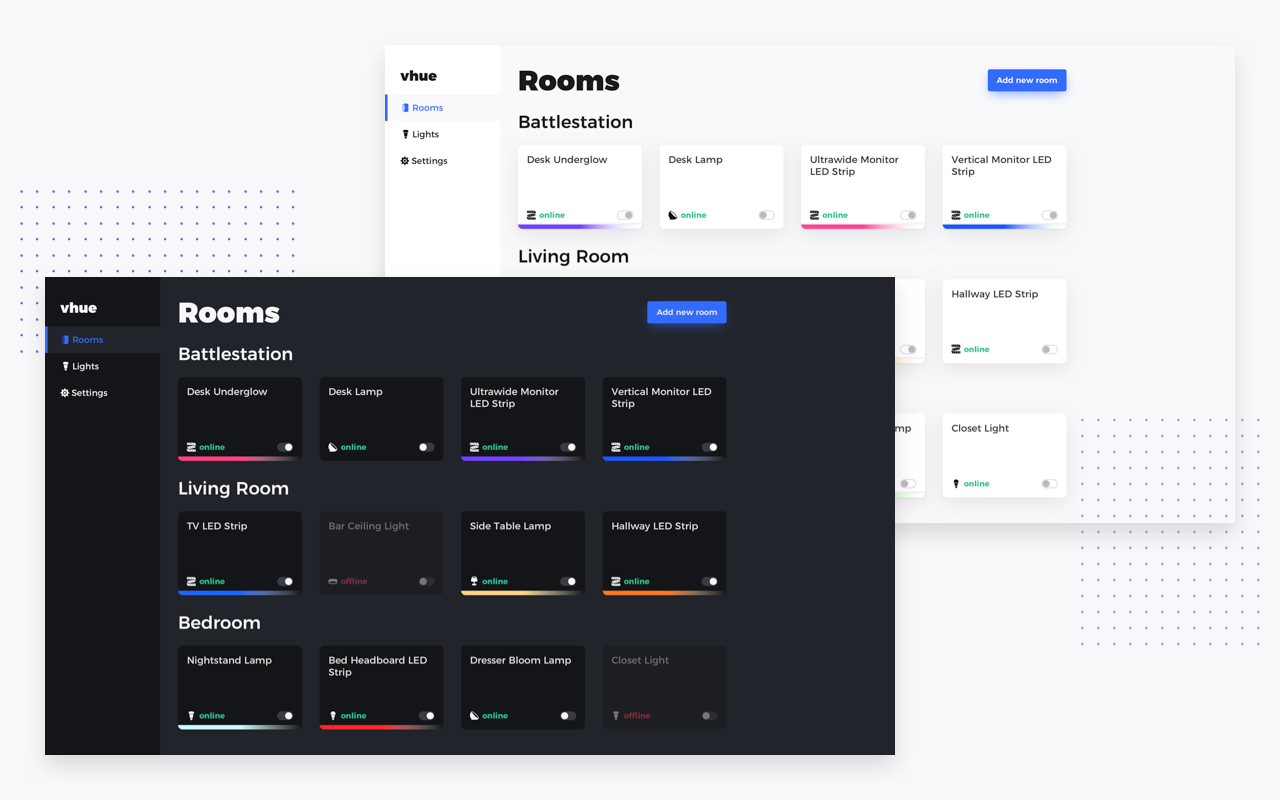 vhue
Rooms
Lights
Settings
Rooms
Add new room
Battlestation
Desk Underglow
online
Desk Lamp
online
Ultrawide Monitor
LED Strip
online
Vertical Monitor LED
Strip
online
Living Room
Hallway LED Strip
online
mp
Closet Light
online
vhue
Rooms
Lights
Settings
Rooms
Add new room
Battlestation
Desk Underglow
online
Desk Lamp
online
Ultrawide Monitor
LED Strip
online
Vertical Monitor LED
Strip
online
Living Room
TV LED Strip
online
Bar Ceiling Light
offline
Side Table Lamp
online
Hallway LED Strip
online
Bedroom
Nightstand Lamp
online
Bed Headboard LED
Strip
online
Dresser Bloom Lamp
online
Closet Light
offline